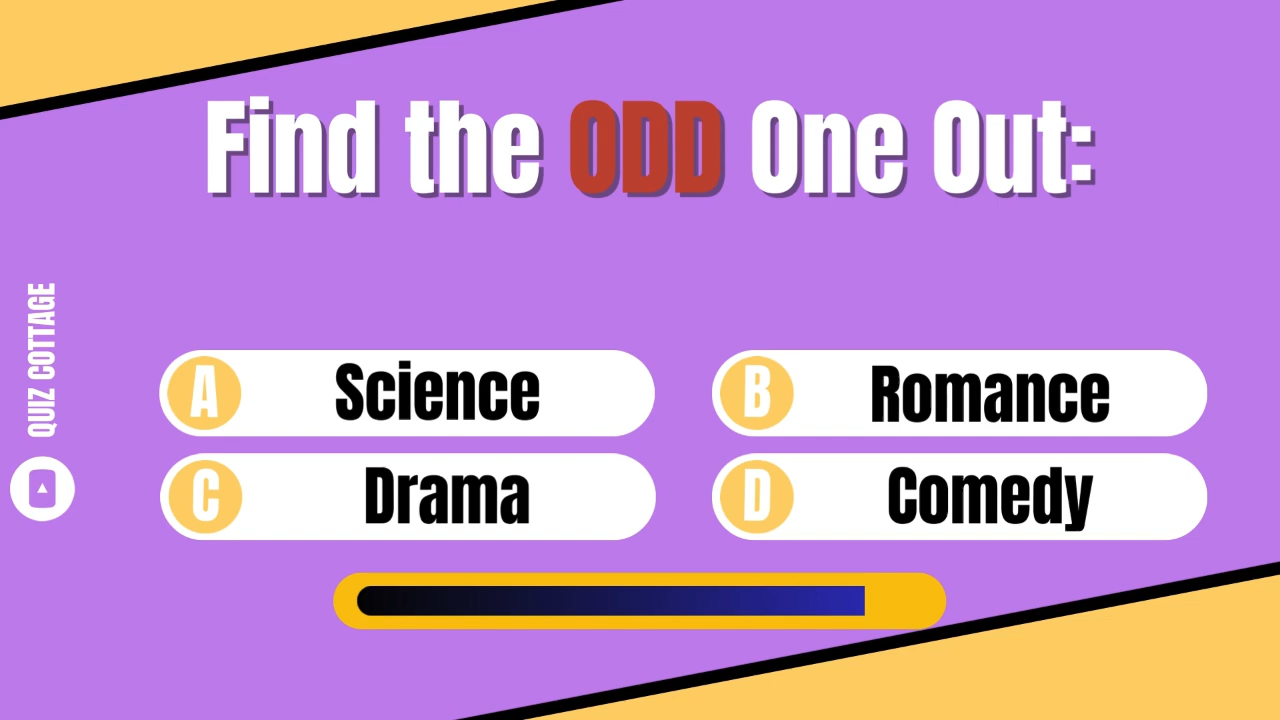 Find the ODD One Out:
QUIZ COTTAGE
A Science
B Romance
C Drama
D Comedy